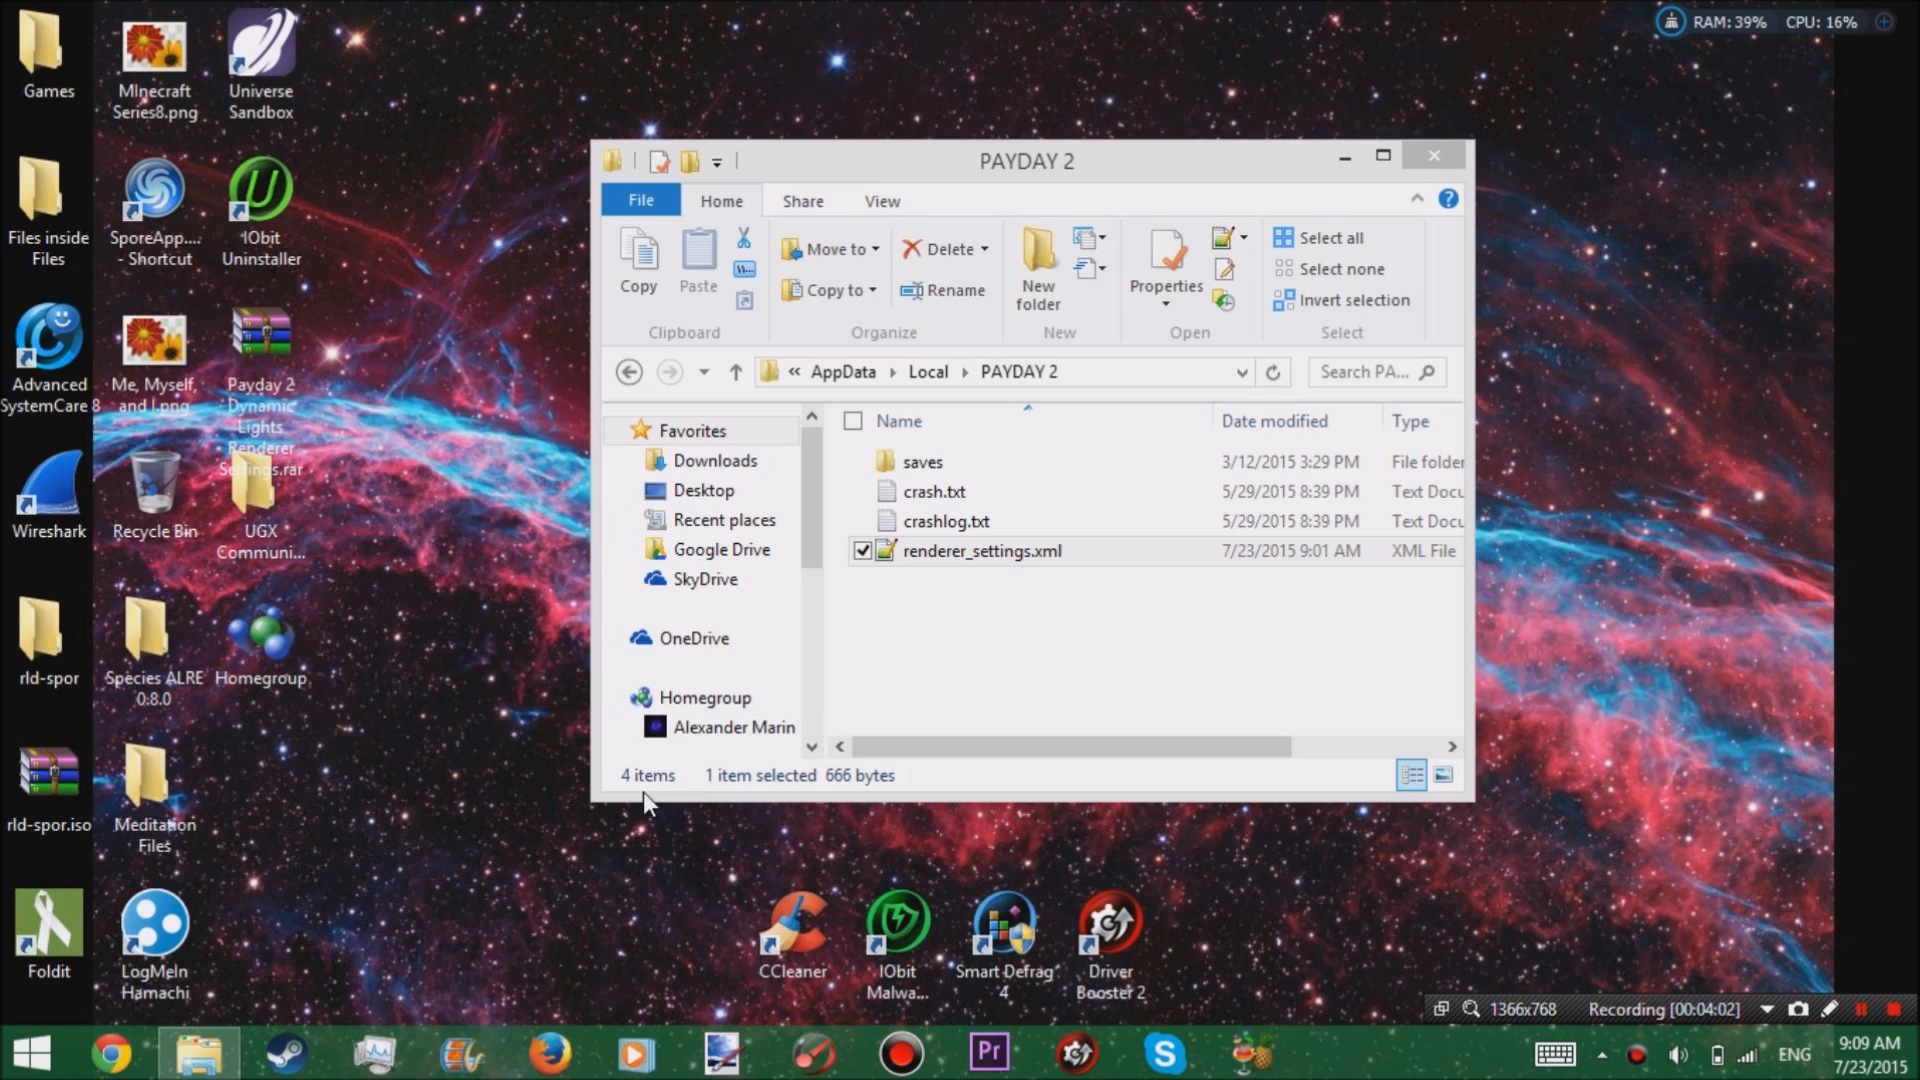 RAM: 39% CPU: 16%
Games
MInecraft
Series8.png
Universe
Sandbox
Files inside
Files
SporeApp....
- Shortcut
IObit
Uninstaller
Advanced
SystemCare 8
Me, Myself,
and I.png
Payday 2
Dynamic
Lights
Renderer
Settings.rar
Wireshark
Recycle Bin
UGX
Communi...
rld-spor
Species ALRE
0.8.0
Homegroup
rld-spor.iso
Meditation
Files
Foldit
LogMeIn
Hamachi
CCleaner
IObit
Malwa...
Smart Defrag
4
Driver
Booster 2
PAYDAY 2
File Home Share View
Copy
Paste
Move to
Copy to
Delete
Rename
New
folder
Properties
Select all
Select none
Invert selection
Clipboard Organize New Open Select
« AppData Local PAYDAY 2
Search PA...
Favorites
Downloads
Desktop
Recent places
Google Drive
SkyDrive
OneDrive
Homegroup
Alexander Marin
Name Date modified Type
saves 3/12/2015 3:29 PM File folder
crash.txt 5/29/2015 8:39 PM Text Docu
crashlog.txt 5/29/2015 8:39 PM Text Docu
renderer_settings.xml 7/23/2015 9:01 AM XML File
4 items 1 item selected 666 bytes
1366x768 Recording [00:04:02]
Pr
ENG
9:09 AM
7/23/2015